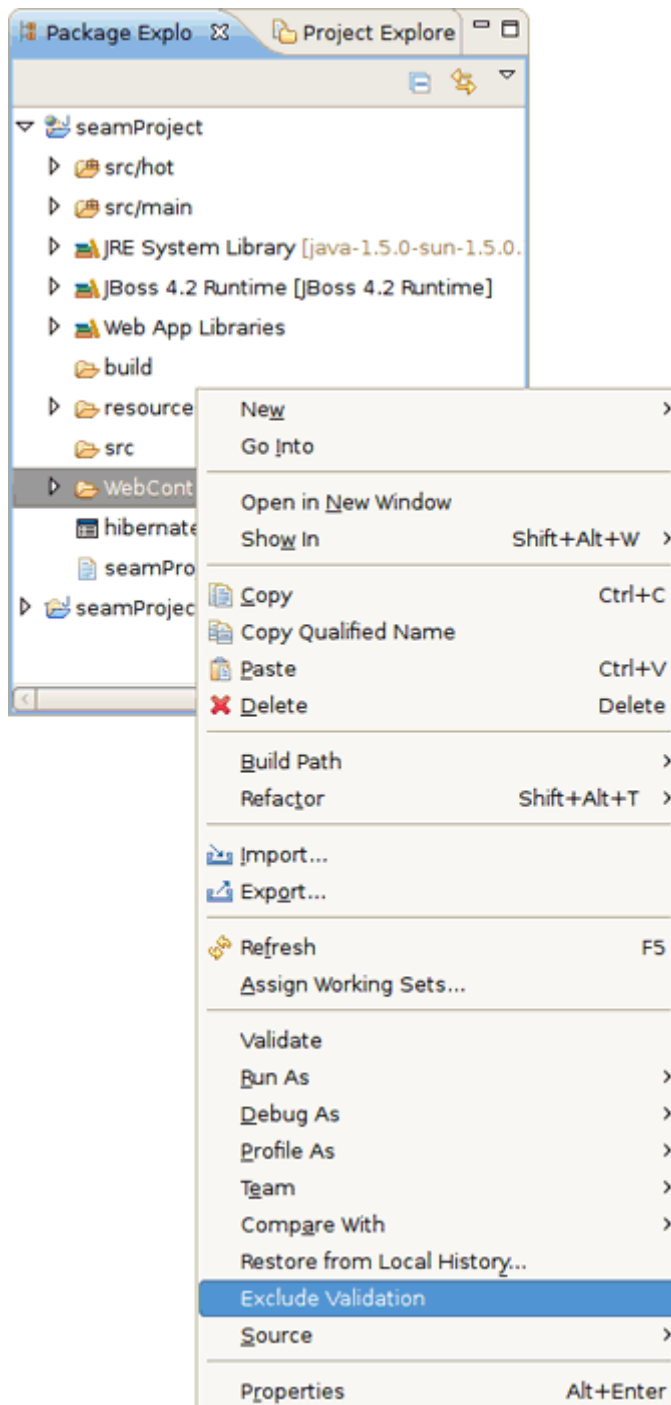 Package Explo
Project Explore
seamProject
src/hot
src/main
JRE System Library [java-1.5.0-sun-1.5.0.
JBoss 4.2 Runtime [JBoss 4.2 Runtime]
Web App Libraries
build
resource
src
WebCont
hibernate
seamPro
seamProjec
New
Go Into
Open in New Window
Show In Shift+Alt+W
Copy Ctrl+C
Copy Qualified Name
Paste Ctrl+V
Delete Delete
Build Path
Refactor Shift+Alt+T
Import...
Export...
Refresh F5
Assign Working Sets...
Validate
Run As
Debug As
Profile As
Team
Compare With
Restore from Local History...
Exclude Validation
Source
Properties Alt+Enter